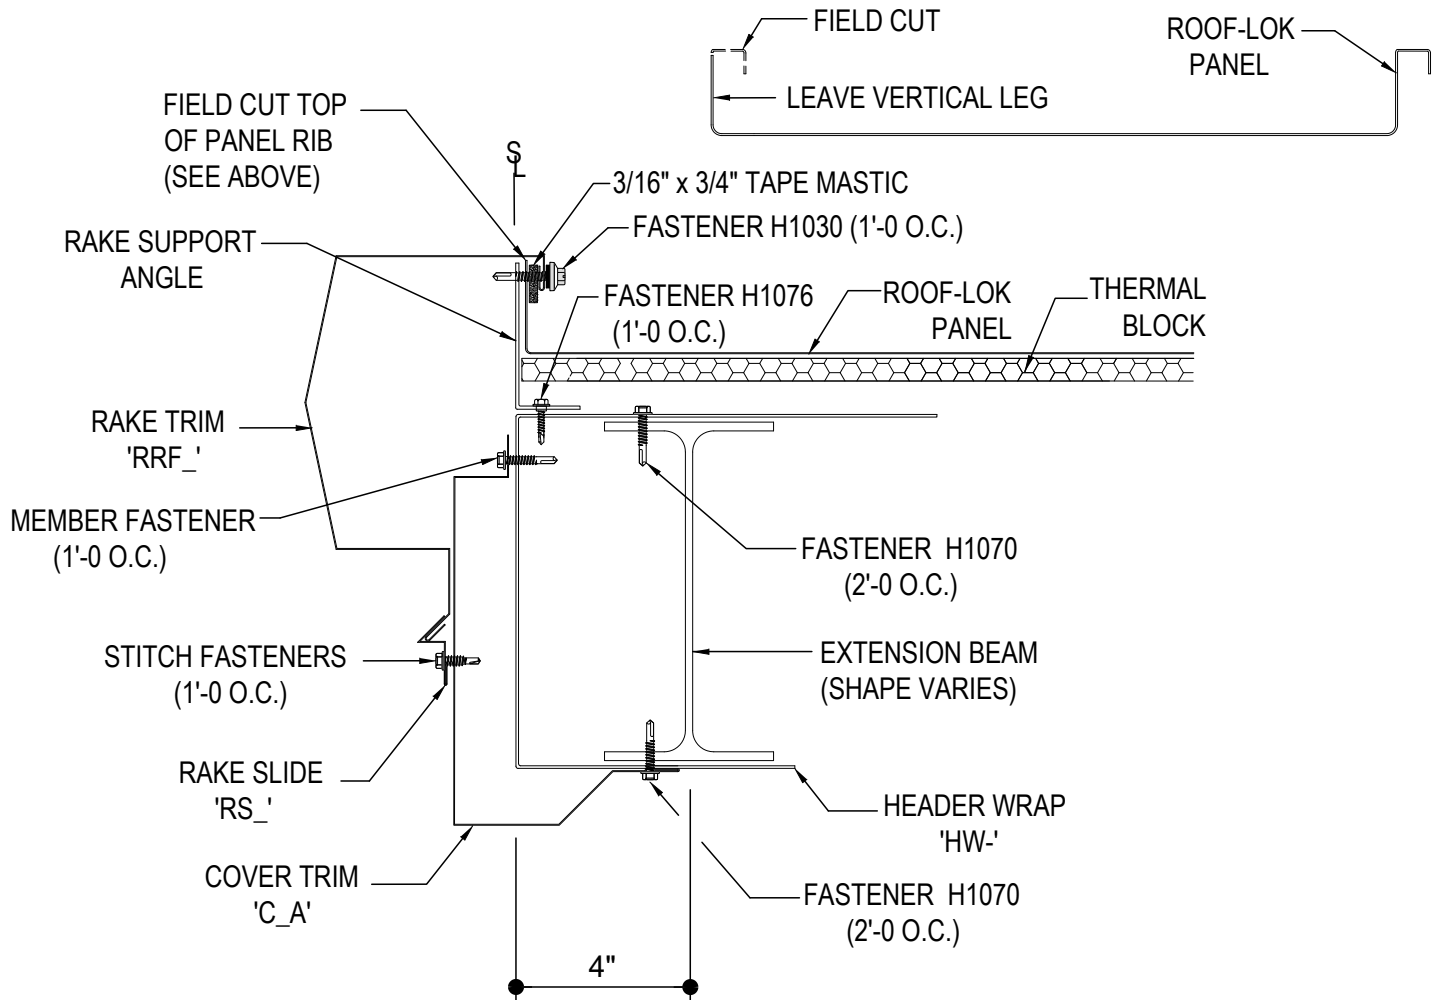 FIELD CUT
ROOF-LOK
PANEL
LEAVE VERTICAL LEG
FIELD CUT TOP
OF PANEL RIB
(SEE ABOVE)
SL
3/16" x 3/4" TAPE MASTIC
FASTENER H1030 (1'-0 O.C.)
RAKE SUPPORT
ANGLE
FASTENER H1076
(1'-0 O.C.)
ROOF-LOK
PANEL
THERMAL
BLOCK
RAKE TRIM
'RRF_'
MEMBER FASTENER
(1'-0 O.C.)
FASTENER H1070
(2'-0 O.C.)
STITCH FASTENERS
(1'-0 O.C.)
EXTENSION BEAM
(SHAPE VARIES)
RAKE SLIDE
'RS_'
HEADER WRAP
'HW-'
COVER TRIM
'C_A'
FASTENER H1070
(2'-0 O.C.)
4"